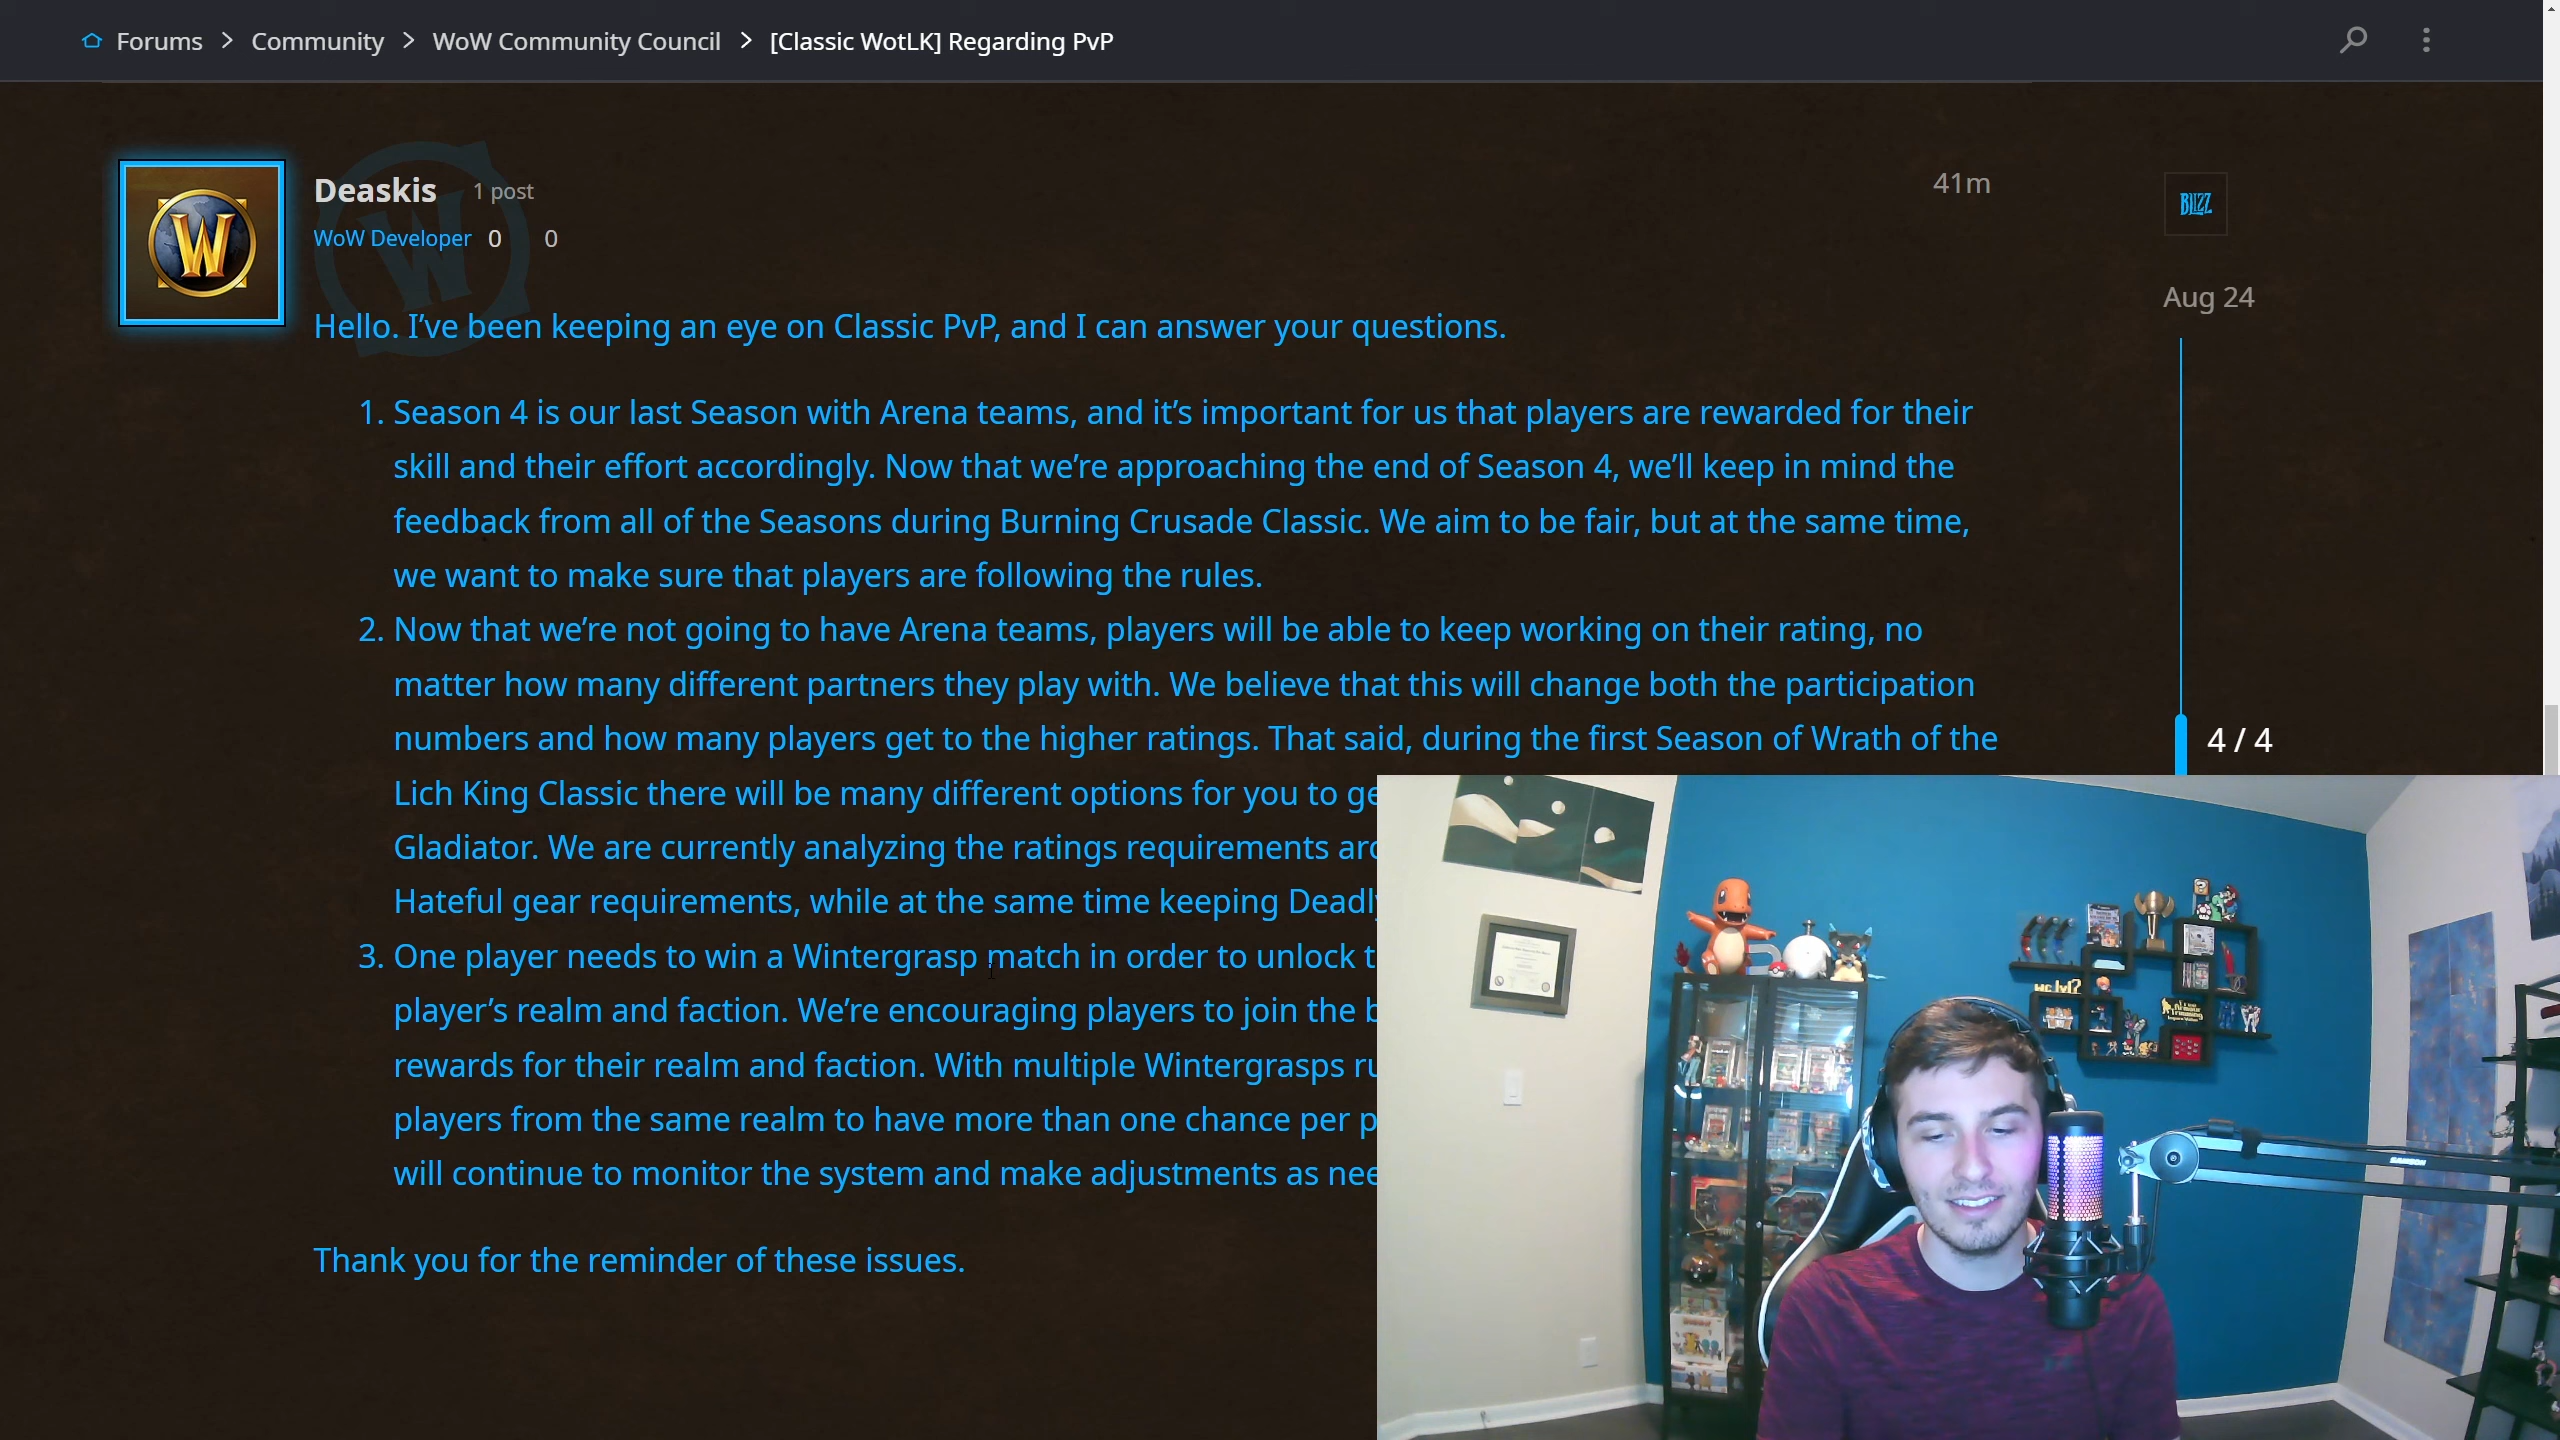 Forums > Community > WoW Community Council > [Classic WotLK] Regarding PvP
Deaskis 1 post
41m
WoW Developer 0 0
BLIZZ
Aug 24
Hello. I’ve been keeping an eye on Classic PvP, and I can answer your questions.
1. Season 4 is our last Season with Arena teams, and it’s important for us that players are rewarded for their
skill and their effort accordingly. Now that we’re approaching the end of Season 4, we’ll keep in mind the
feedback from all of the Seasons during Burning Crusade Classic. We aim to be fair, but at the same time,
we want to make sure that players are following the rules.
2. Now that we’re not going to have Arena teams, players will be able to keep working on their rating, no
matter how many different partners they play with. We believe that this will change both the participation
numbers and how many players get to the higher ratings. That said, during the first Season of Wrath of the
4 / 4
Lich King Classic there will be many different options for you to ge
Gladiator. We are currently analyzing the ratings requirements
Hateful gear requirements, while at the same time keeping Deadly
3. One player needs to win a Wintergrasp match in order to unlock t
player’s realm and faction. We’re encouraging players to join the b
rewards for their realm and faction. With multiple Wintergrasps ru
players from the same realm to have more than one chance per p
will continue to monitor the system and make adjustments as nee
Thank you for the reminder of these issues.
SAMSON